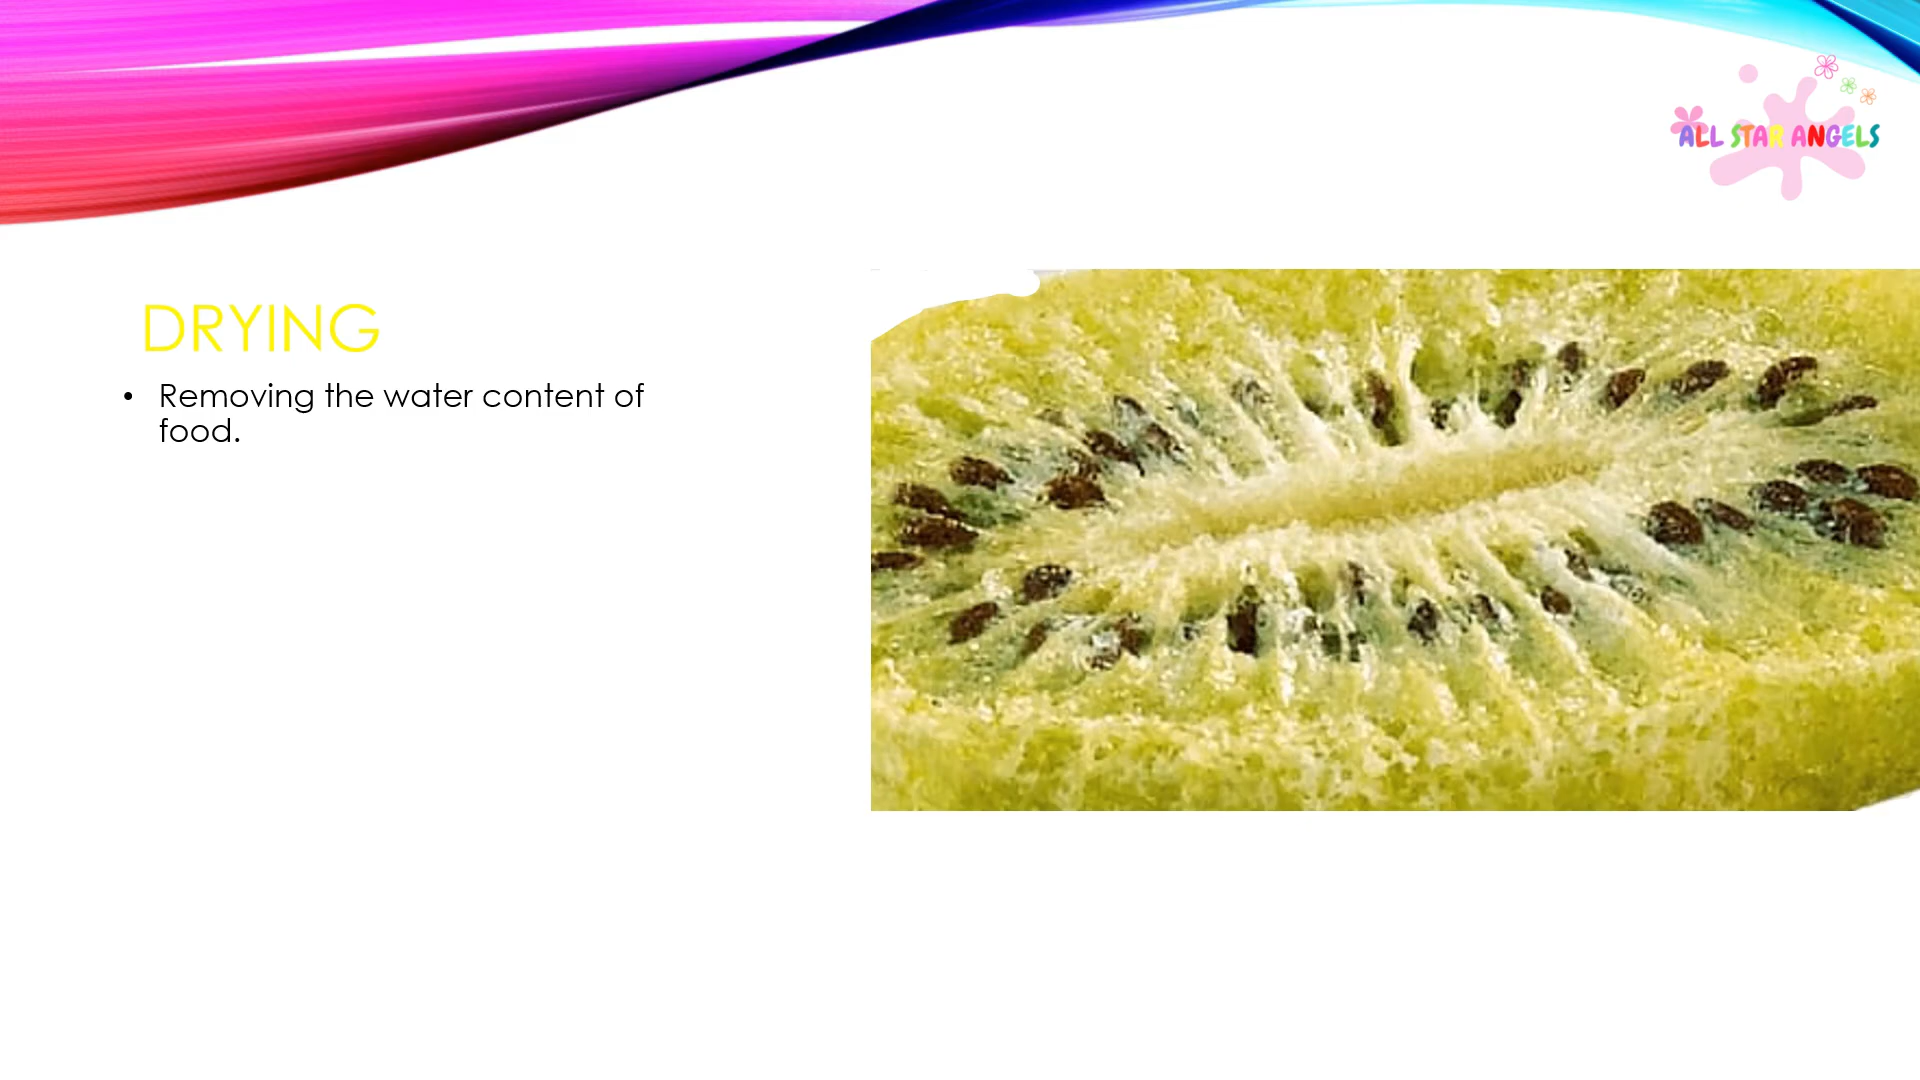 ALL STAR ANGELS
DRYING
• Removing the water content of
food.